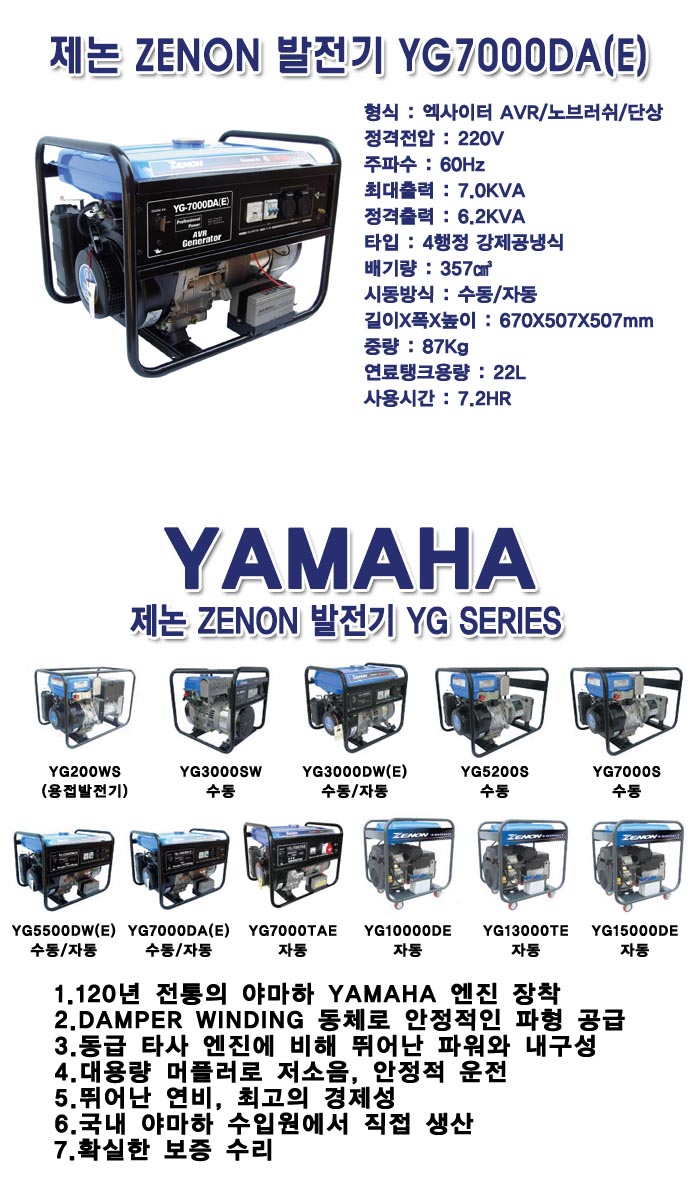 제논 ZENON 발전기 YG7000DA(E)
형식 : 엑사이터 AVR/노브러쉬/단상
정격전압 : 220V
주파수 : 60Hz
최대출력 : 7.0KVA
정격출력 : 6.2KVA
타입 : 4행정 강제공냉식
배기량 : 357㎤
시동방식 : 수동/자동
길이X폭X높이 : 670X507X507mm
중량 : 87Kg
연료탱크용량 : 22L
사용시간 : 7.2HR
ZENON
YG-7000DA(E)
Professional
Power
AVR
Generator
YAMAHA
제논 ZENON 발전기 YG SERIES
YG200WS
(용접발전기)
YG3000SW
수동
YG3000DW(E)
수동/자동
YG5200S
수동
YG7000S
수동
ZENON
ZENON
ZENON
YG5500DW(E)
수동/자동
YG7000DA(E)
수동/자동
YG7000TAE
자동
YG10000DE
자동
YG13000TE
자동
YG15000DE
자동
1.120년 전통의 야마하 YAMAHA 엔진 장착
2.DAMPER WINDING 동체로 안정적인 파형 공급
3.동급 타사 엔진에 비해 뛰어난 파워와 내구성
4.대용량 머플러로 저소음, 안정적 운전
5.뛰어난 연비, 최고의 경제성
6.국내 야마하 수입원에서 직접 생산
7.확실한 보증 수리